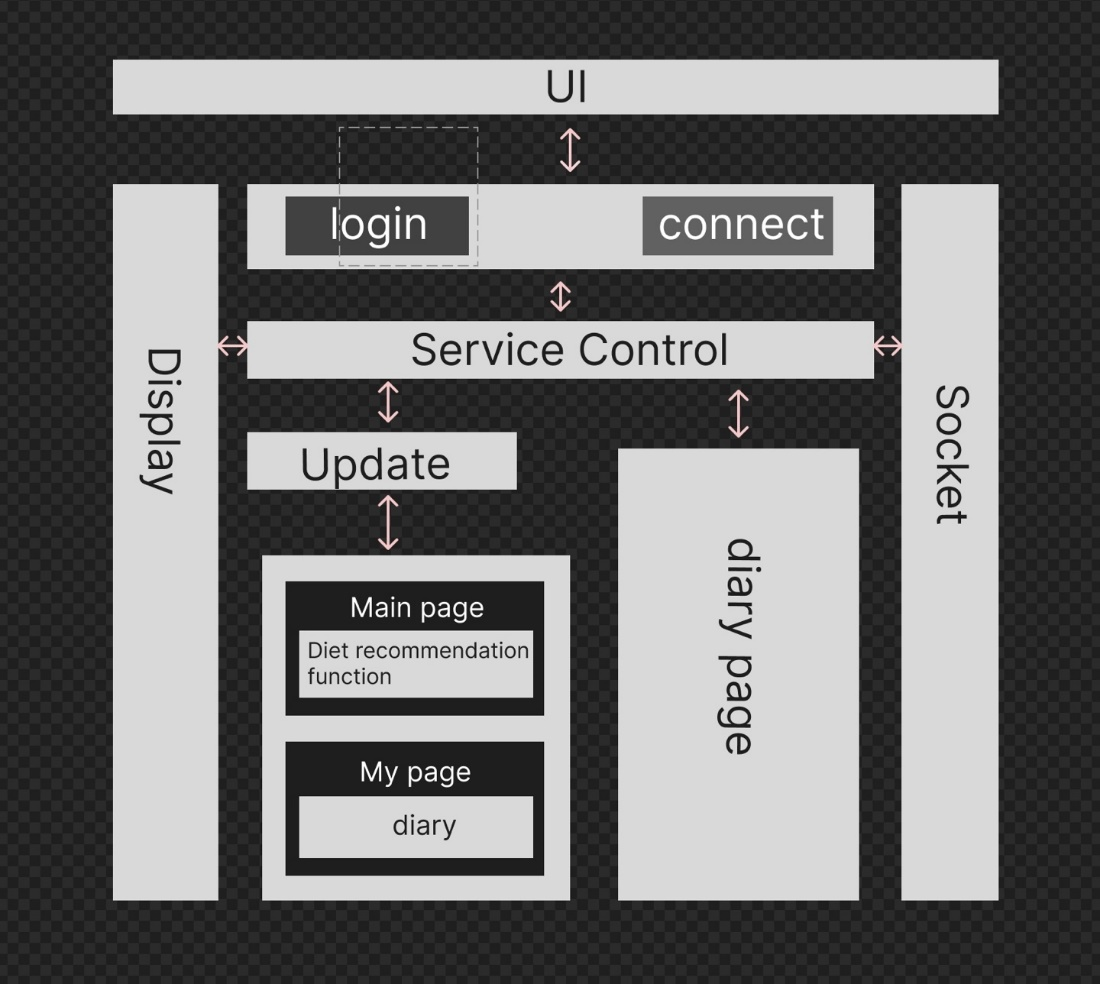 UI
login
connect
Service Control
Display
Socket
Update
diary page
Main page
Diet recommendation
function
My page
diary